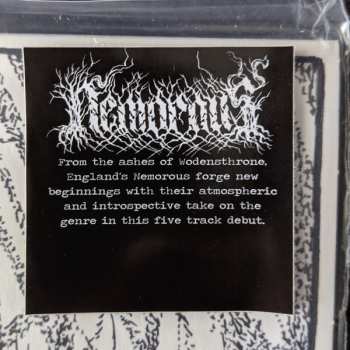 Nemorous
From the ashes of Wodensthrone,
England's Nemorous forge new
beginnings with their atmospheric
and introspective take on the
genre in this five track debut.